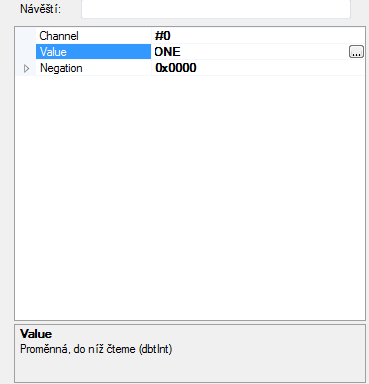 Návěští:
Channel #0
Value ONE ...
Negation 0x0000
Value
Proměnná, do níž čteme (dbtInt)